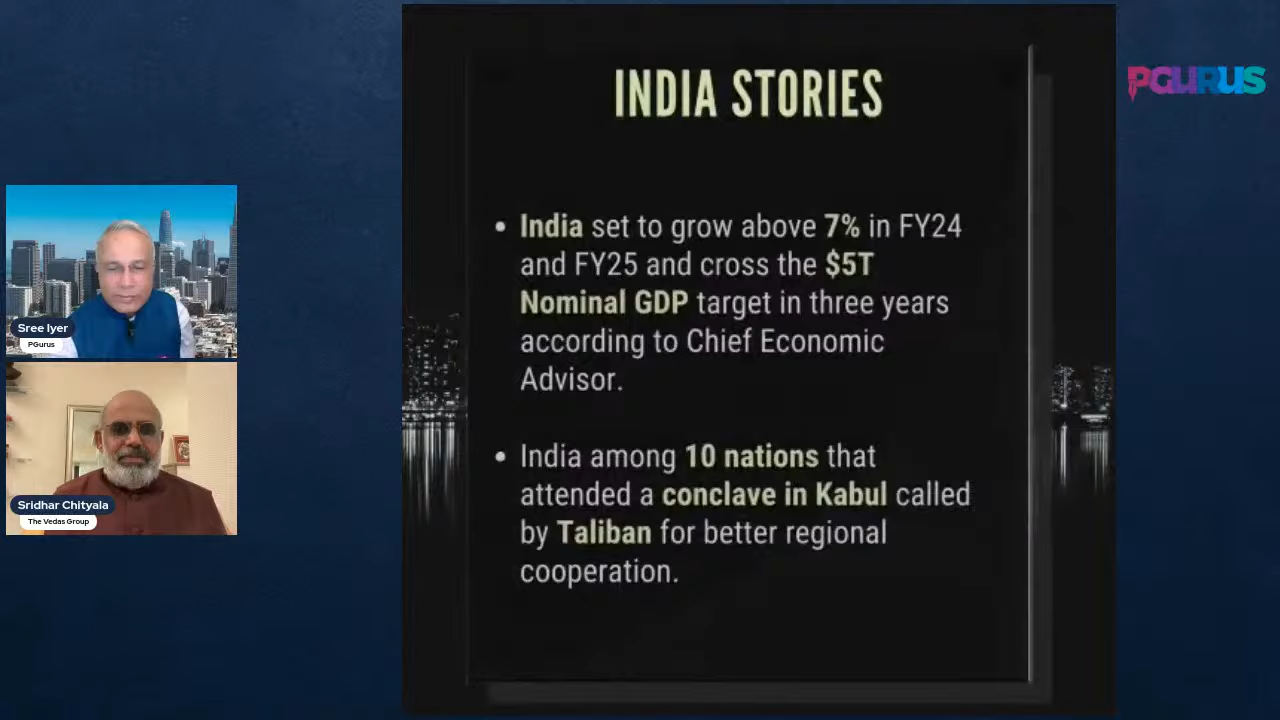 INDIA STORIES
PGURUS
• India set to grow above 7% in FY24
and FY25 and cross the $5T
Nominal GDP target in three years
according to Chief Economic
Advisor.
• India among 10 nations that
attended a conclave in Kabul called
by Taliban for better regional
cooperation.
Sree Iyer
PGurus
Sridhar Chityala
The Vedas Group